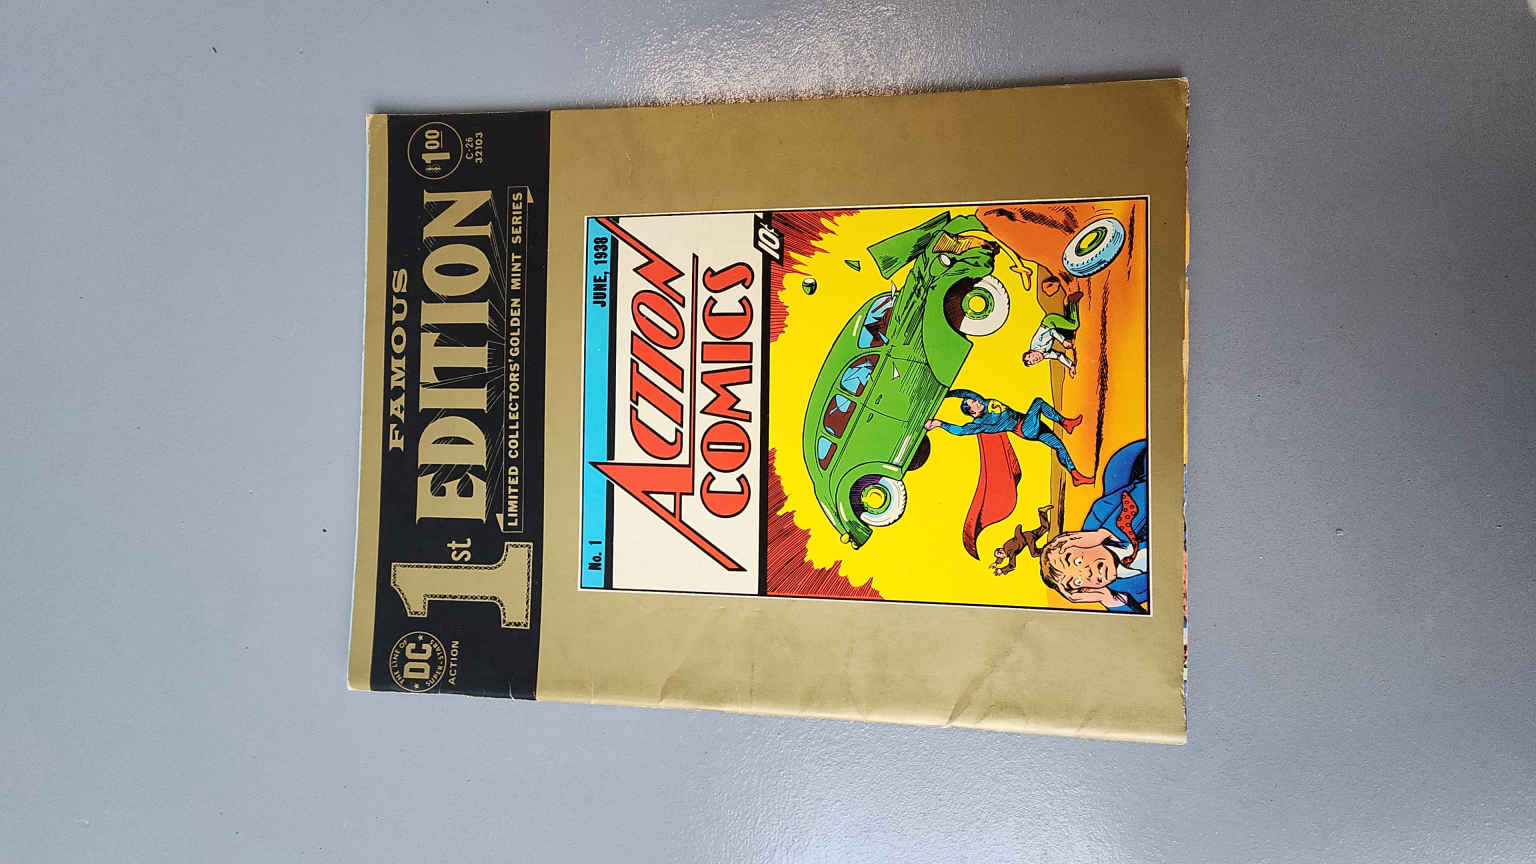 THE LINE OF
DC
SUPER-STARS
ACTION
FAMOUS
1st EDITION
LIMITED COLLECTORS' GOLDEN MINT SERIES
$1.00
C-26
32103
No. 1
JUNE, 1938
ACTION
COMICS
10¢
S